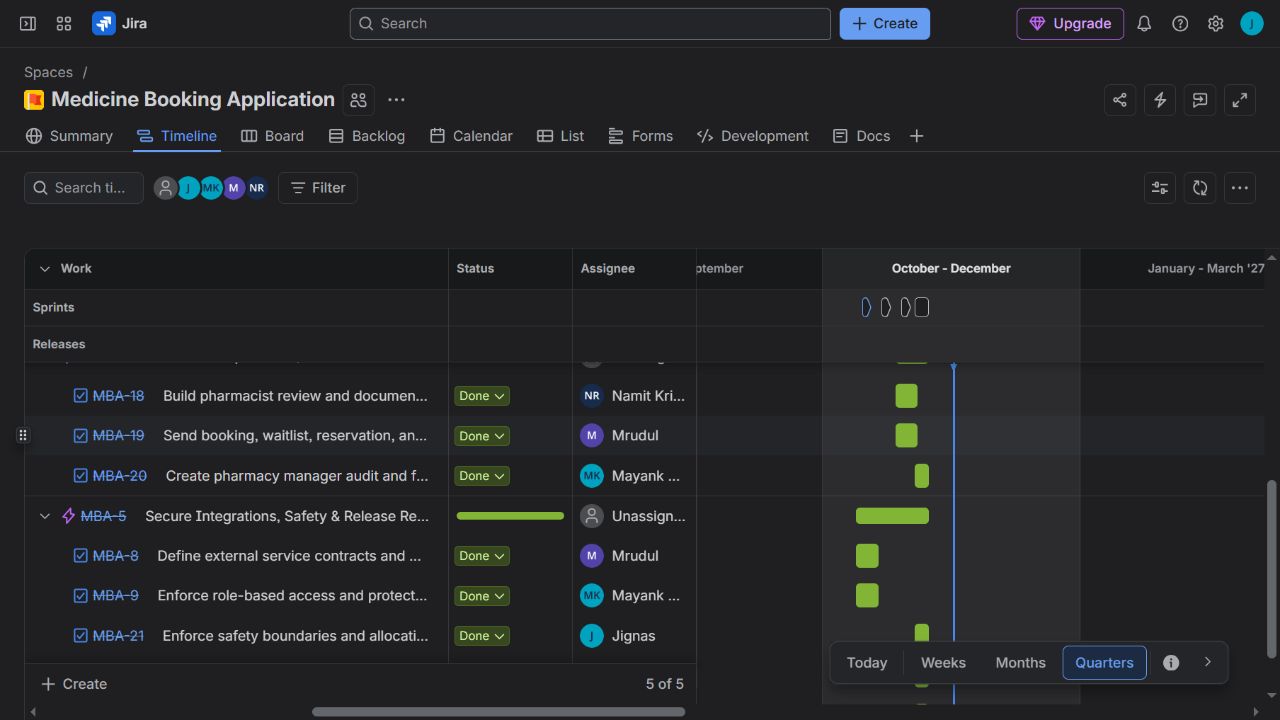 Jira
Search
Create
Upgrade
J
Spaces /
Medicine Booking Application
Summary
Timeline
Board
Backlog
Calendar
List
Forms
Development
Docs
Search ti...
J
MK
M
NR
Filter
Work
Status
Assignee
ptember
October - December
January - March '27
Sprints
Releases
MBA-18 Build pharmacist review and documen... Done NR Namit Kri...
MBA-19 Send booking, waitlist, reservation, an... Done M Mrudul
MBA-20 Create pharmacy manager audit and f... Done MK Mayank ...
MBA-5 Secure Integrations, Safety & Release Re... Unassign...
MBA-8 Define external service contracts and ... Done M Mrudul
MBA-9 Enforce role-based access and protect... Done MK Mayank ...
MBA-21 Enforce safety boundaries and allocati... Done J Jignas
Today
Weeks
Months
Quarters
Create
5 of 5